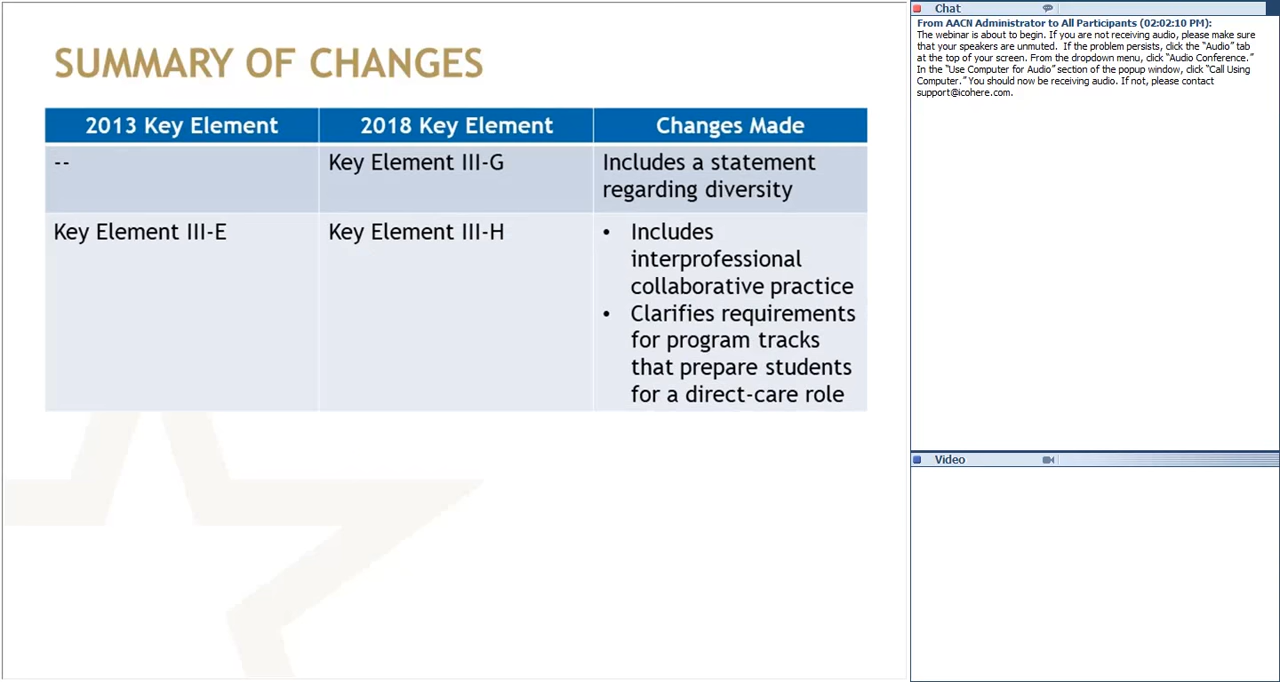 SUMMARY OF CHANGES
2013 Key Element
2018 Key Element
Changes Made
--
Key Element III-G
Includes a statement
regarding diversity
Key Element III-E
Key Element III-H
• Includes
interprofessional
collaborative practice
• Clarifies requirements
for program tracks
that prepare students
for a direct-care role
Chat
From AACN Administrator to All Participants (02:02:10 PM):
The webinar is about to begin. If you are not receiving audio, please make sure
that your speakers are unmuted. If the problem persists, click the "Audio" tab
at the top of your screen. From the dropdown menu, click "Audio Conference."
In the "Use Computer for Audio" section of the popup window, click "Call Using
Computer." You should now be receiving audio. If not, please contact
support@icohere.com.
Video